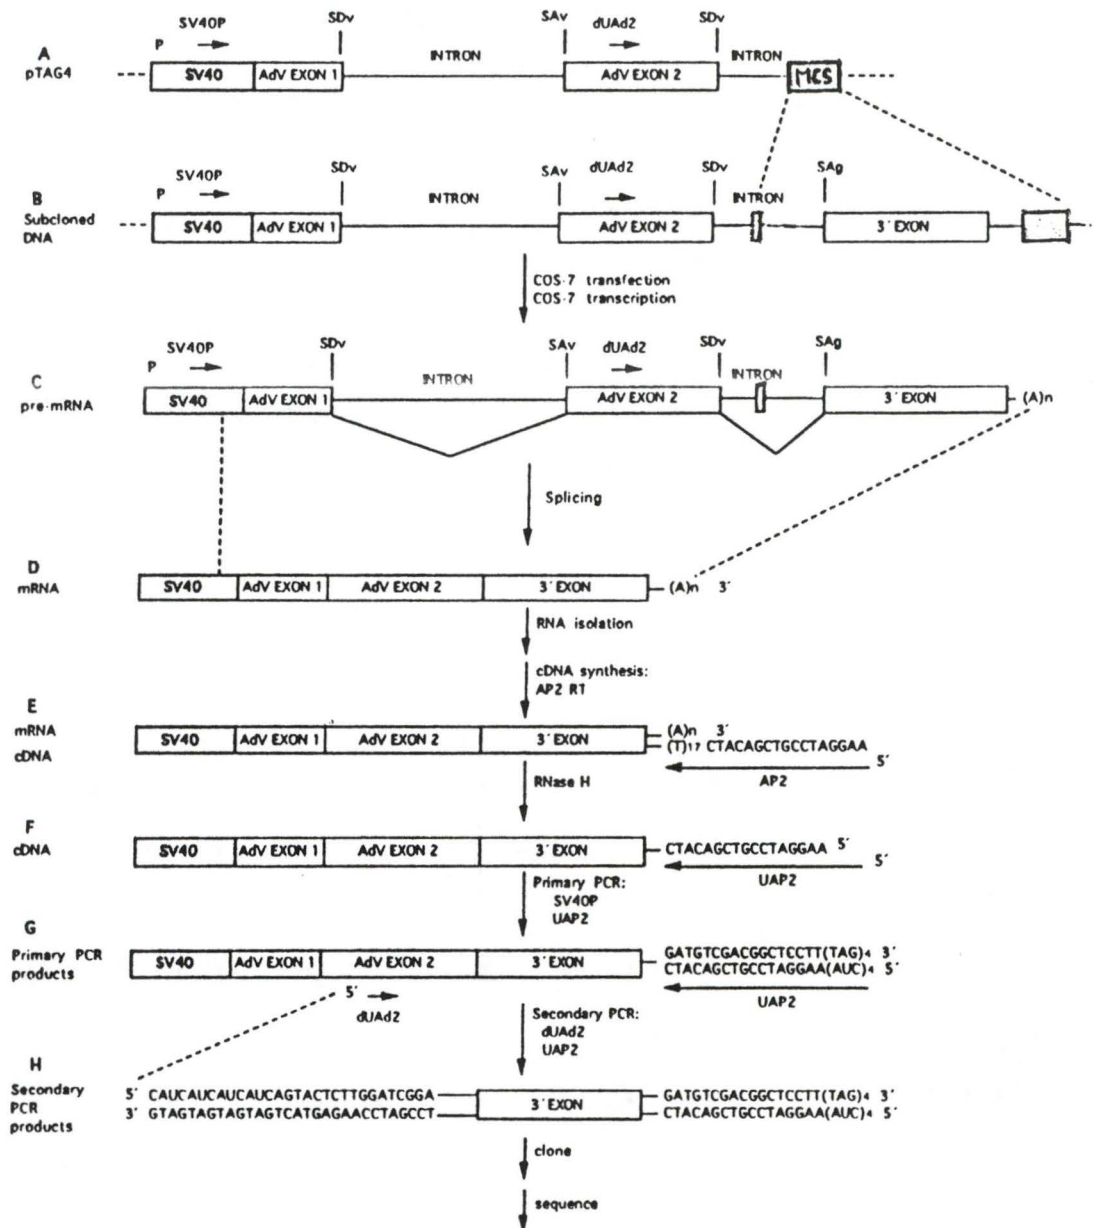 SDv SAv SDv
SV40P dUAd2
A P INTRON INTRON
pTAG4 SV40 AdV EXON 1 AdV EXON 2 MCS
SDv SAv SDv SAg
SV40P dUAd2
B P INTRON INTRON
Subcloned DNA SV40 AdV EXON 1 AdV EXON 2 3´ EXON
COS-7 transfection
COS-7 transcription
SDv SAv SDv SAg
SV40P dUAd2
C P INTRON INTRON
pre-mRNA SV40 AdV EXON 1 AdV EXON 2 3´ EXON (A)n
Splicing
D
mRNA SV40 AdV EXON 1 AdV EXON 2 3´ EXON (A)n 3´
RNA isolation
cDNA synthesis:
AP2 RT
E
mRNA (A)n 3´
cDNA SV40 AdV EXON 1 AdV EXON 2 3´ EXON (T)17 CTACAGCTGCCTAGGAA 5´
AP2
RNase H
F
cDNA SV40 AdV EXON 1 AdV EXON 2 3´ EXON CTACAGCTGCCTAGGAA 5´
5´
UAP2
Primary PCR:
SV40P
UAP2
G
Primary PCR products SV40 AdV EXON 1 AdV EXON 2 3´ EXON
GATGTCGACGGCTCCTT(TAG)4 3´
CTACAGCTGCCTAGGAA(AUC)4 5´
UAP2
5´ dUAd2
Secondary PCR:
dUAd2
UAP2
H
Secondary PCR products
5´ CAUCAUCAUCAUCAGTACTCTTGGATCGGA 3´ EXON GATGTCGACGGCTCCTT(TAG)4 3´
3´ GTAGTAGTAGTAGTCATGAGAACCTAGCCT CTACAGCTGCCTAGGAA(AUC)4 5´
clone
sequence